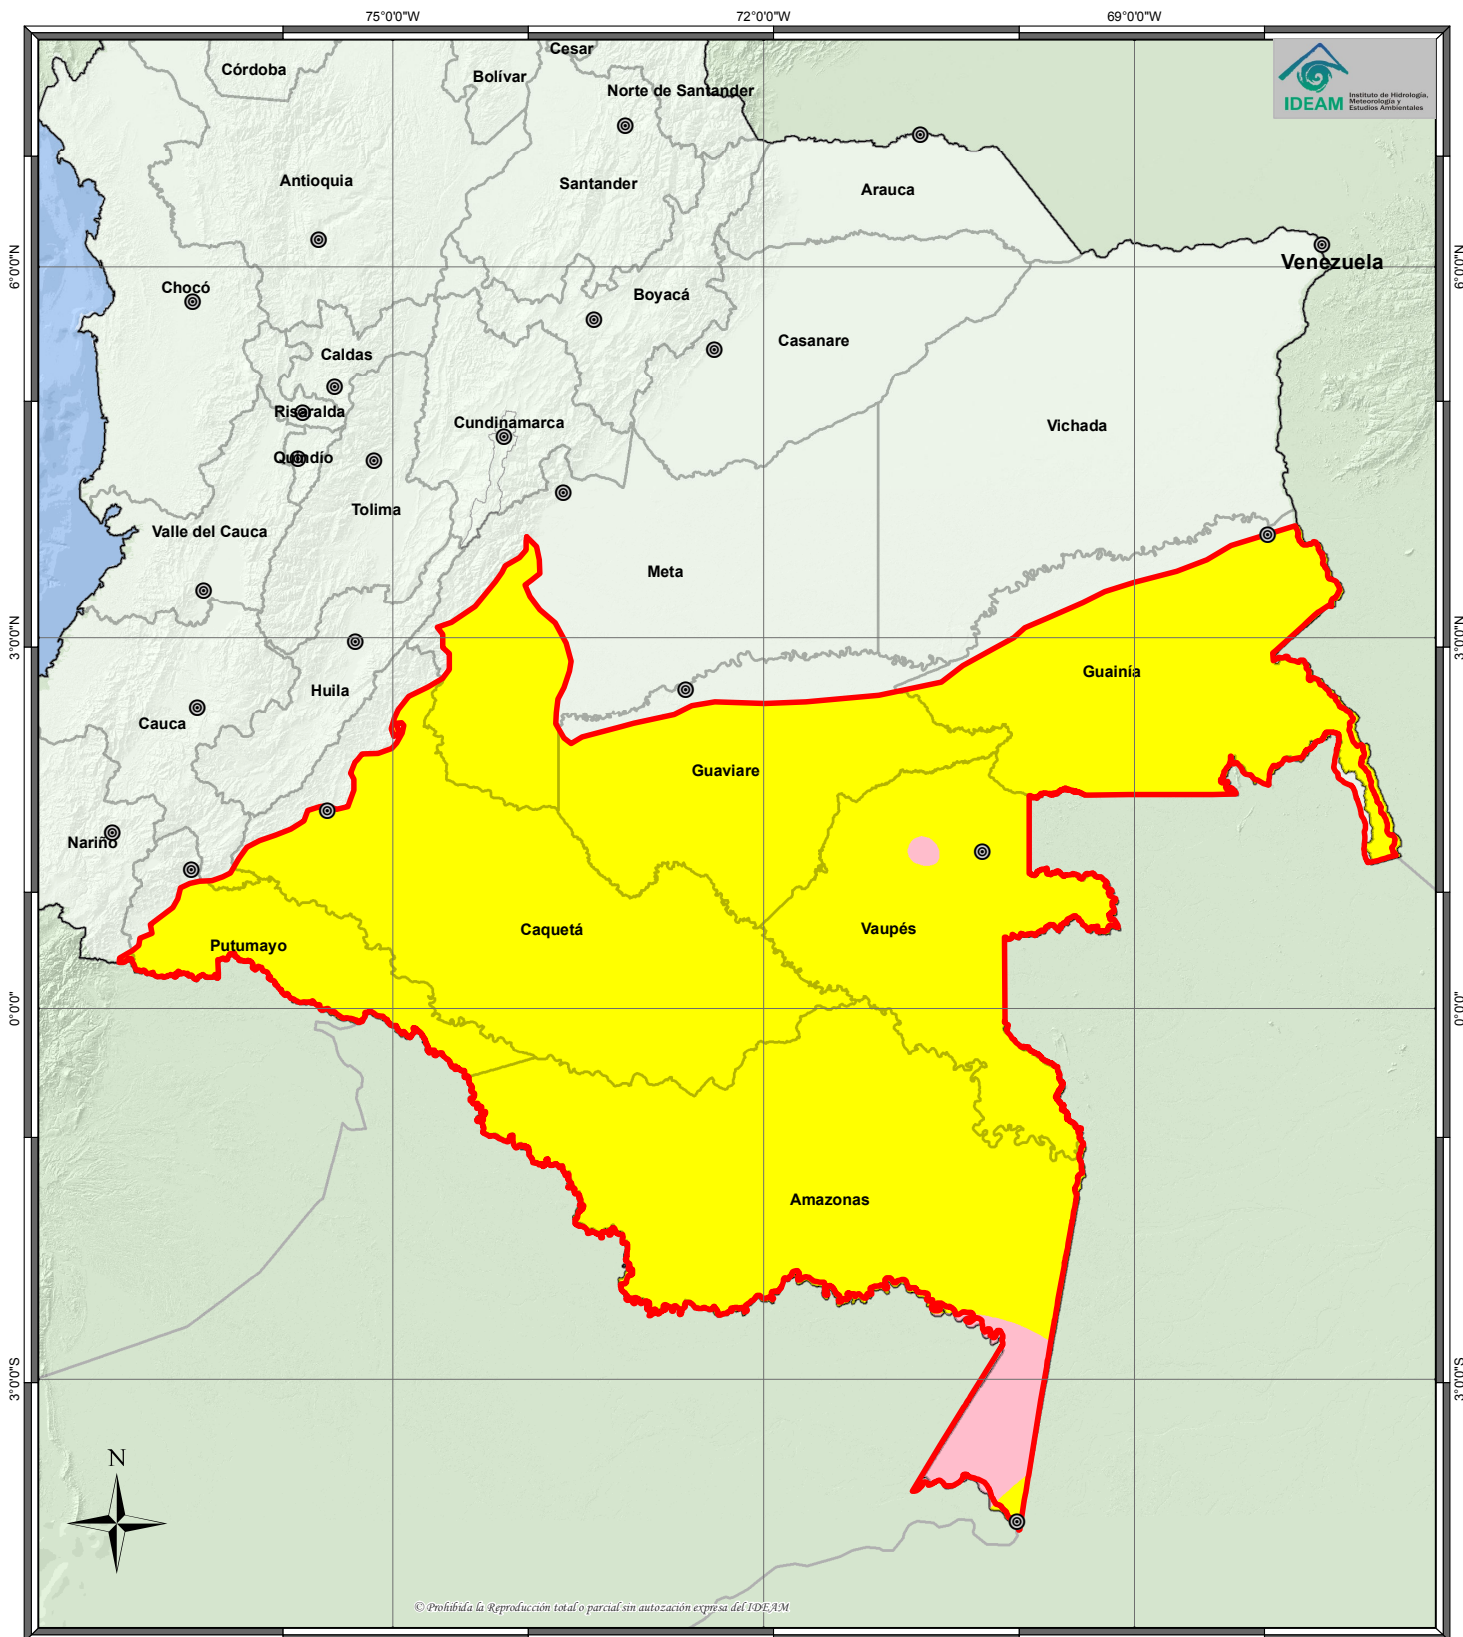 75°0'0"W
72°0'0"W
69°0'0"W
Cesar
Córdoba
Bolívar
Norte de Santander
IDEAM
Instituto de Hidrología,
Meteorología y
Estudios Ambientales
Antioquia
Santander
Arauca
6°0'0"N
6°0'0"N
Venezuela
Chocó
Boyacá
Casanare
Caldas
Risaralda
Cundinamarca
Vichada
Quindío
Tolima
Valle del Cauca
Meta
3°0'0"N
3°0'0"N
Guainía
Huila
Cauca
Guaviare
Nariño
Caquetá
Vaupés
Putumayo
0°0'0"
0°0'0"
Amazonas
3°0'0"S
3°0'0"S
N
© Prohibida la Reproducción total o parcial sin autozación expresa del IDEAM